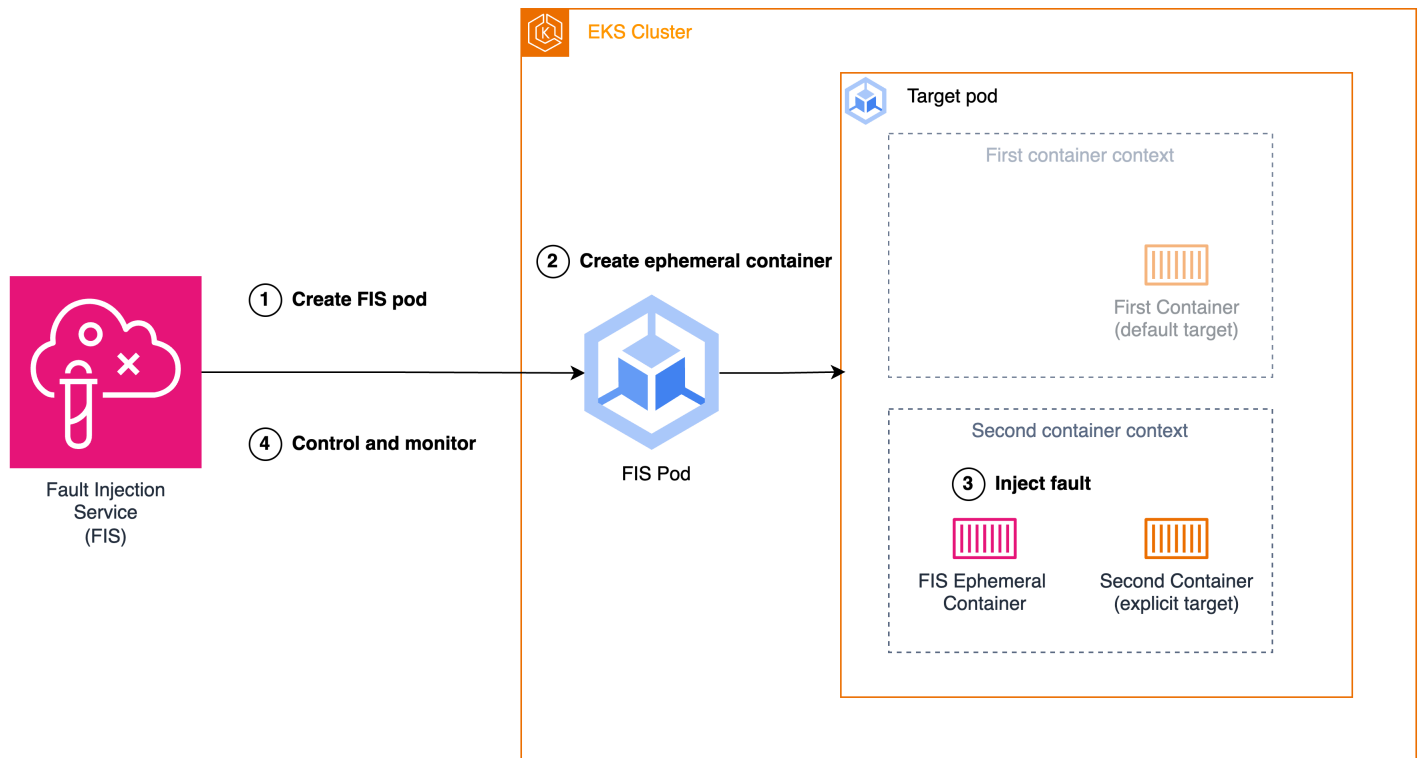 EKS Cluster
Target pod
First container context
First Container
(default target)
2 Create ephemeral container
1 Create FIS pod
4 Control and monitor
Fault Injection
Service
(FIS)
FIS Pod
Second container context
3 Inject fault
FIS Ephemeral
Container
Second Container
(explicit target)
K